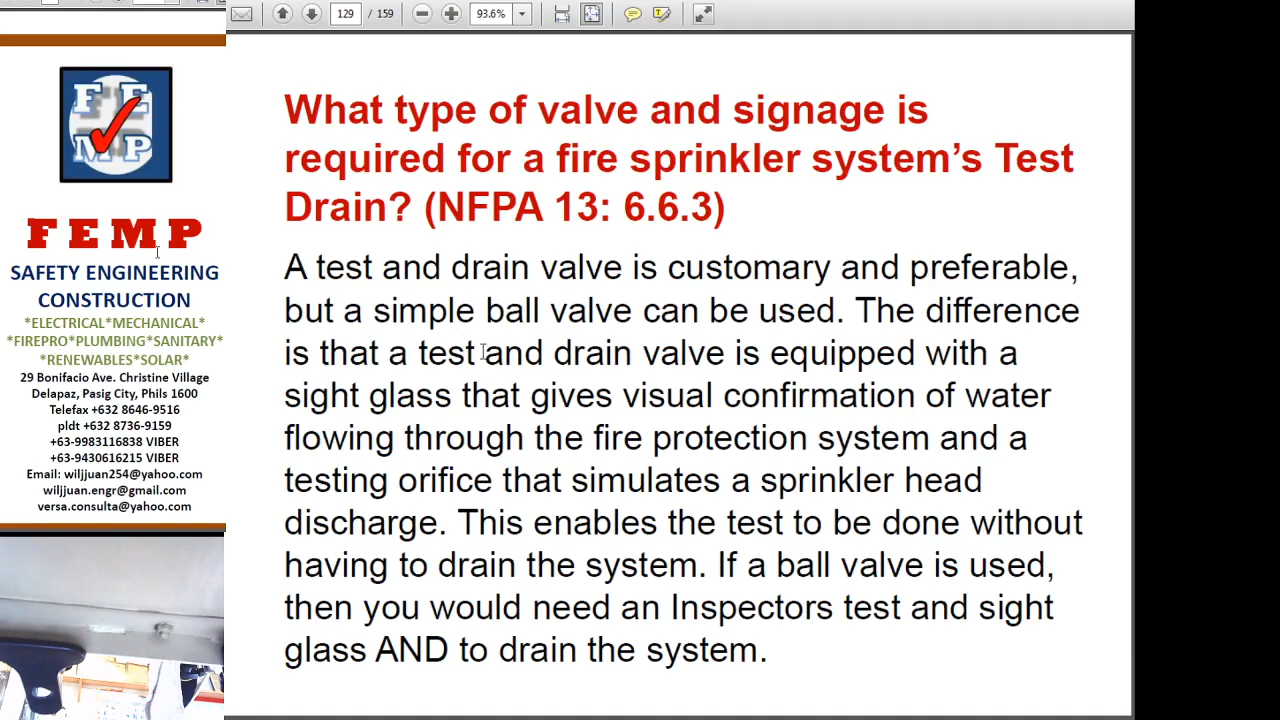 129 / 159
93.6%
F E
M P
F E M P
SAFETY ENGINEERING
CONSTRUCTION
*ELECTRICAL*MECHANICAL*
*FIREPRO*PLUMBING*SANITARY*
*RENEWABLES*SOLAR*
29 Bonifacio Ave. Christine Village
Delapaz, Pasig City, Phils 1600
Telefax +632 8646-9516
pldt +632 8736-9159
+63-9983116838 VIBER
+63-9430616215 VIBER
Email: wiljjuan254@yahoo.com
wiljjuan.engr@gmail.com
versa.consulta@yahoo.com
What type of valve and signage is
required for a fire sprinkler system’s Test
Drain? (NFPA 13: 6.6.3)
A test and drain valve is customary and preferable,
but a simple ball valve can be used. The difference
is that a test and drain valve is equipped with a
sight glass that gives visual confirmation of water
flowing through the fire protection system and a
testing orifice that simulates a sprinkler head
discharge. This enables the test to be done without
having to drain the system. If a ball valve is used,
then you would need an Inspectors test and sight
glass AND to drain the system.